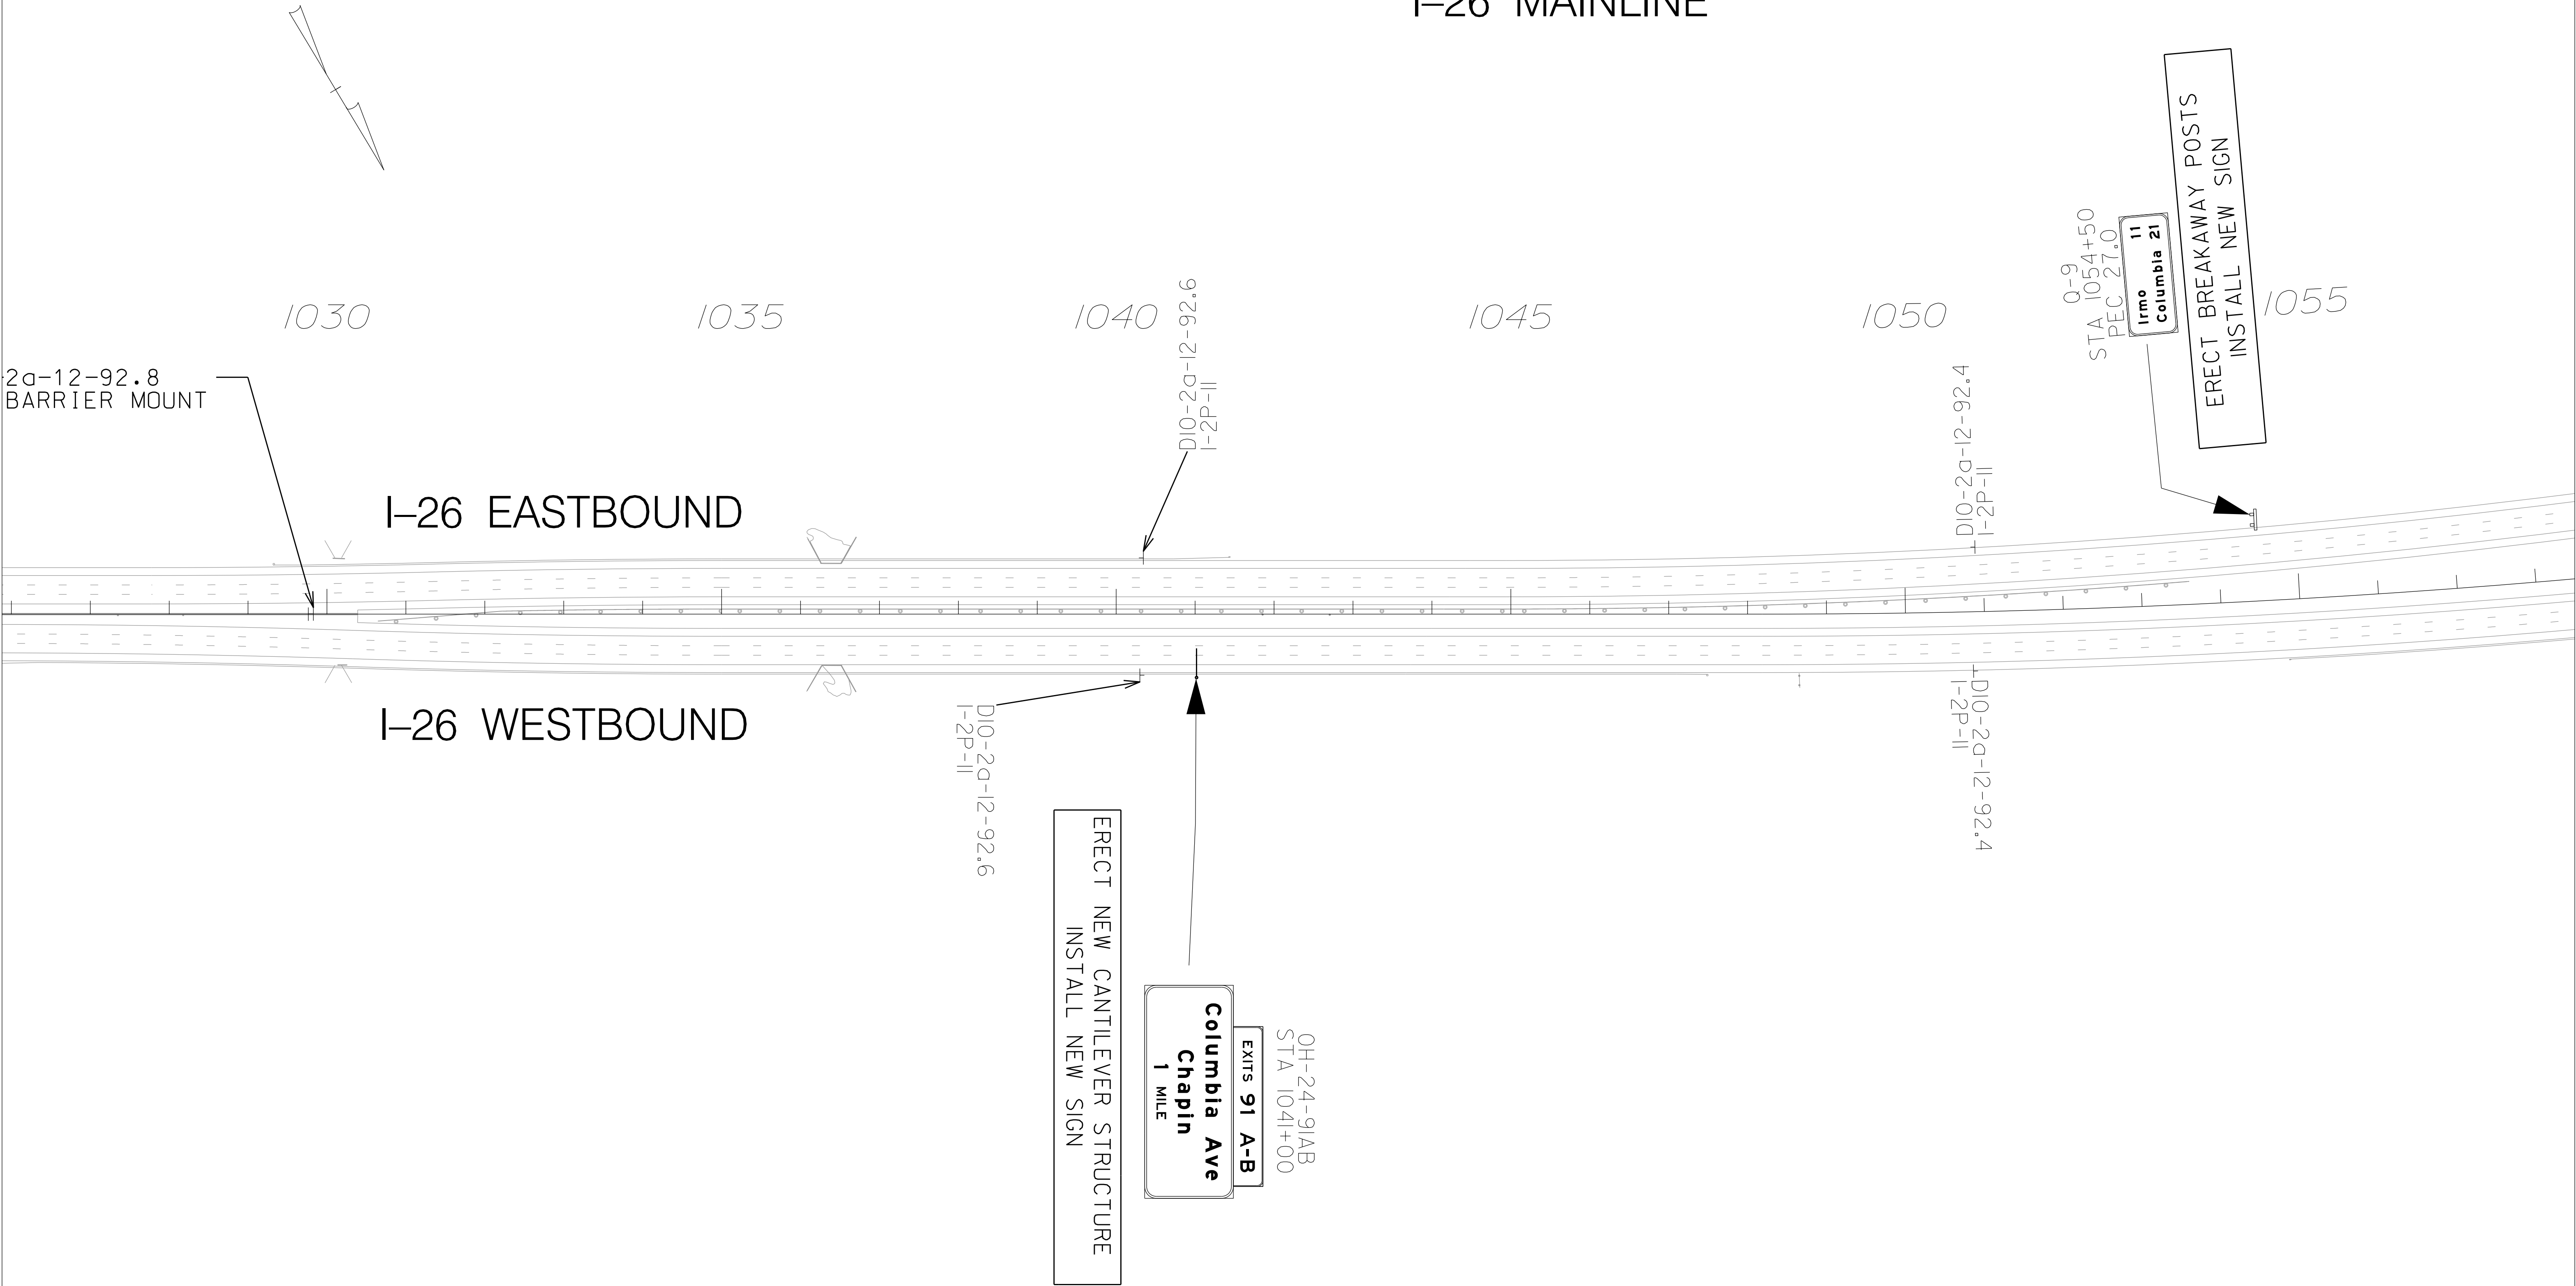 I-26 MAINLINE
ERECT BREAKAWAY POSTS
INSTALL NEW SIGN
Q-9
STA 1054+50
PEC 27.0
Irmo 11
Columbia 21
1030
1035
1040
1045
1050
1055
2a-12-92.8
BARRIER MOUNT
D10-2a-12-92.6
I-2P-11
D10-2a-12-92.4
I-2P-11
I-26 EASTBOUND
I-26 WESTBOUND
D10-2a-12-92.6
I-2P-11
D10-2a-12-92.4
I-2P-11
ERECT NEW CANTILEVER STRUCTURE
INSTALL NEW SIGN
OH-24-91AB
STA 1041+00
EXITS 91 A-B
Columbia Ave
Chapin
1 MILE